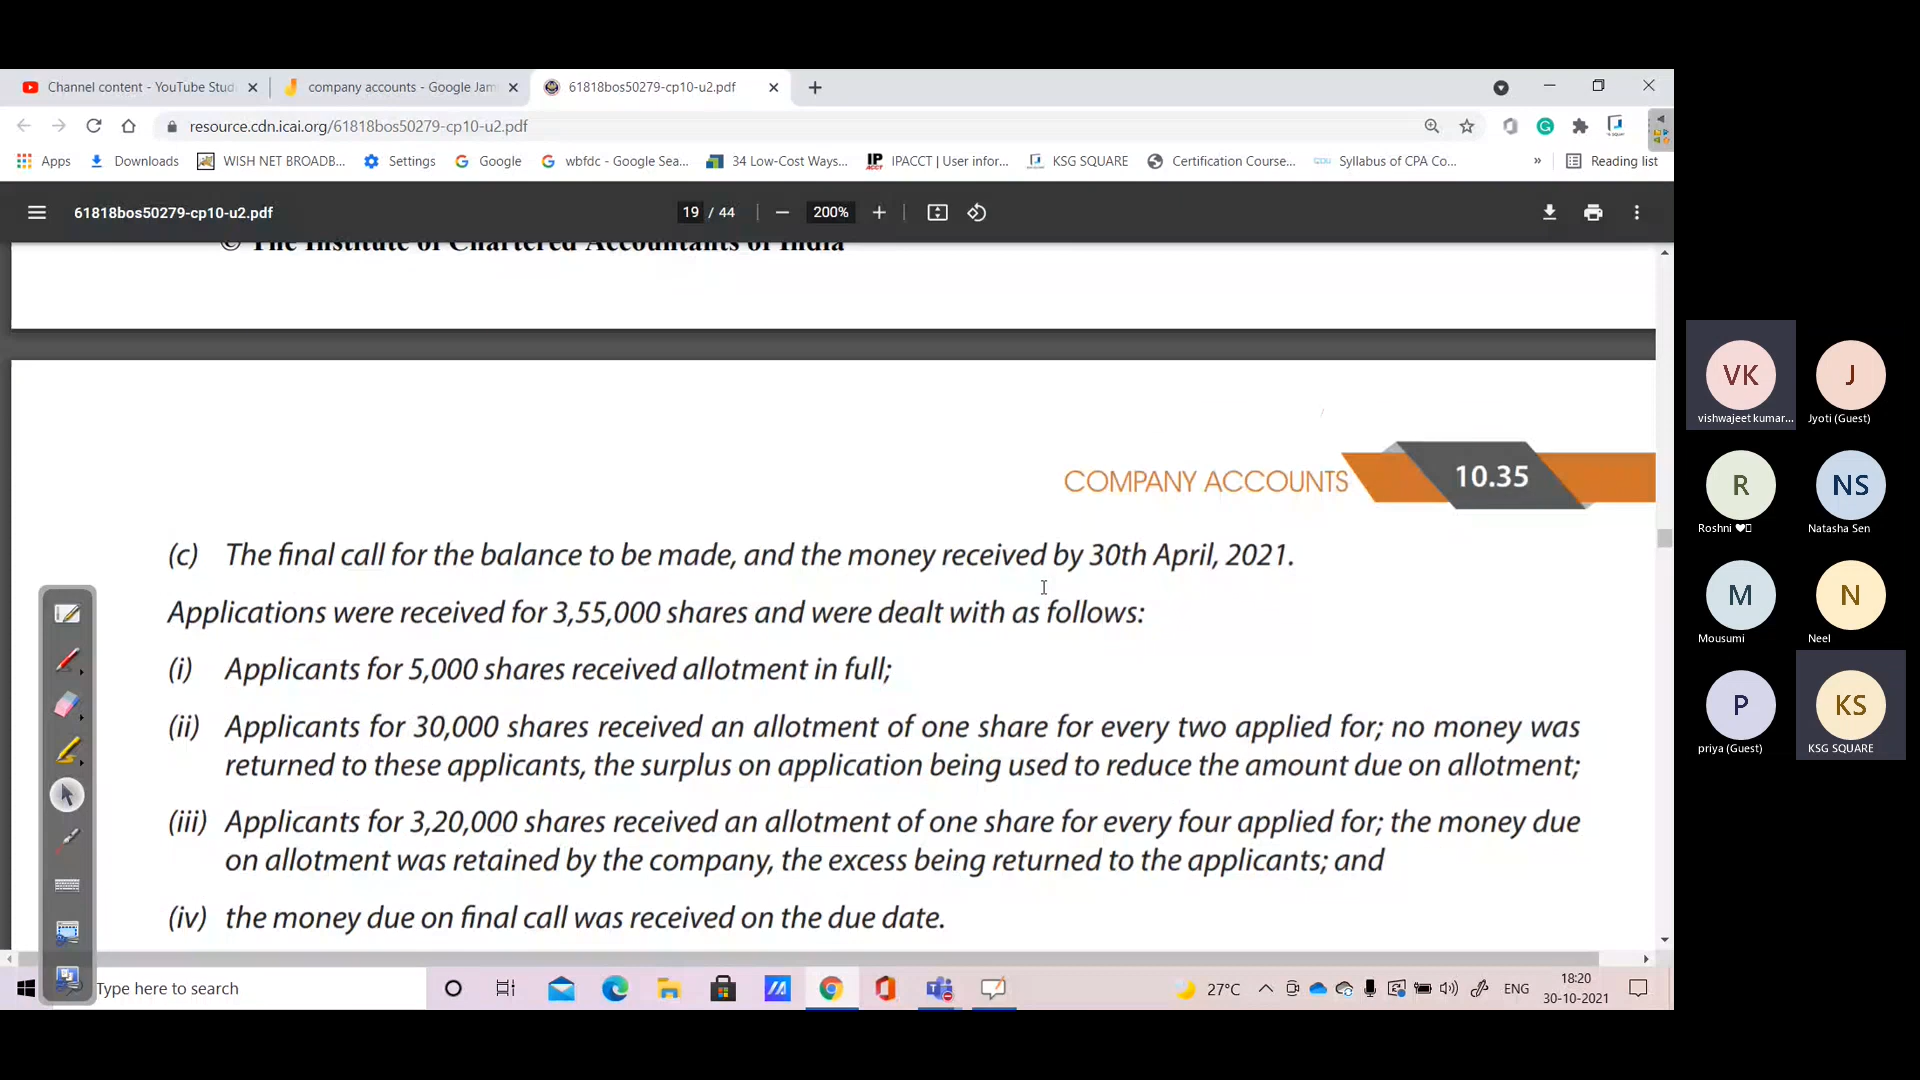 Channel content - YouTube Stud
company accounts - Google Jam
61818bos50279-cp10-u2.pdf
resource.cdn.icai.org/61818bos50279-cp10-u2.pdf
Apps
Downloads
WISH NET BROADB...
Settings
Google
wbfdc - Google Sea...
34 Low-Cost Ways...
IP
ACCT
IPACCT | User infor...
KSG SQUARE
Certification Course...
Syllabus of CPA Co...
»
Reading list
61818bos50279-cp10-u2.pdf
19 / 44
200%
© The Institute of Chartered Accountants of India
COMPANY ACCOUNTS 10.35
(c) The final call for the balance to be made, and the money received by 30th April, 2021.
Applications were received for 3,55,000 shares and were dealt with as follows:
(i) Applicants for 5,000 shares received allotment in full;
(ii) Applicants for 30,000 shares received an allotment of one share for every two applied for; no money was
returned to these applicants, the surplus on application being used to reduce the amount due on allotment;
(iii) Applicants for 3,20,000 shares received an allotment of one share for every four applied for; the money due
on allotment was retained by the company, the excess being returned to the applicants; and
(iv) the money due on final call was received on the due date.
Type here to search
27°C
ENG
18:20
30-10-2021
VK
vishwajeet kumar...
J
Jyoti (Guest)
R
Roshni
NS
Natasha Sen
M
Mousumi
N
Neel
P
priya (Guest)
KS
KSG SQUARE